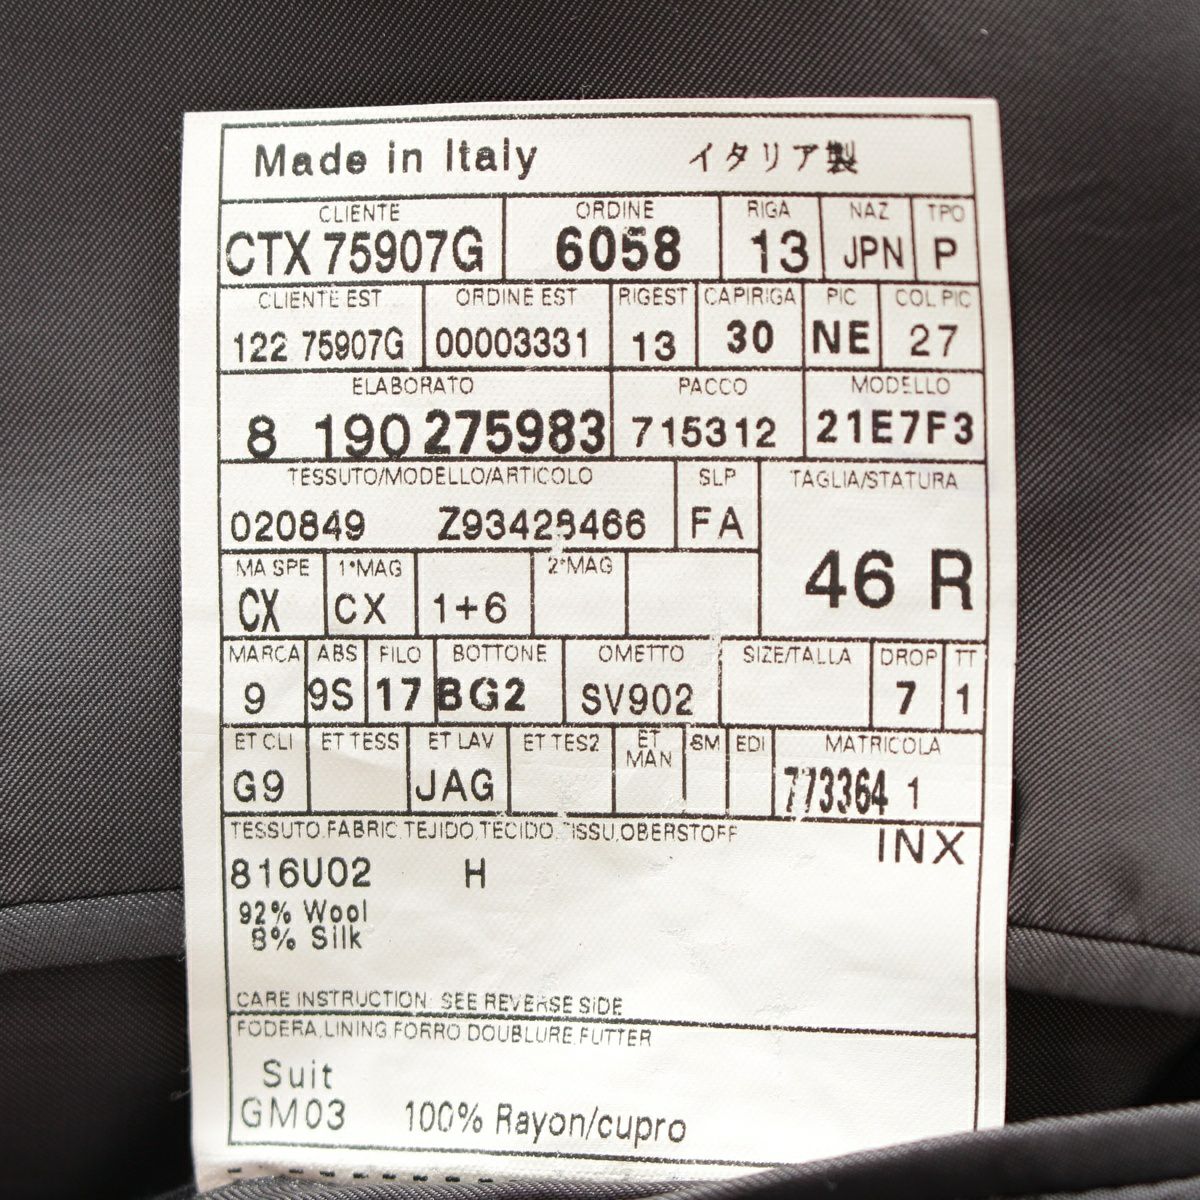 Made in Italy イタリア製
CLIENTE ORDINE RIGA NAZ TPO
CTX 75907G 6058 13 JPN P
CLIENTE EST ORDINE EST RIGEST CAPIRIGA PIC COL PIC
122 75907G 00003331 13 30 NE 27
ELABORATO PACCO MODELLO
8 190 275983 715312 21E7F3
TESSUTO/MODELLO/ARTICOLO SLP TAGLIA/STATURA
020849 Z93428466 FA
46 R
MA SPE 1°MAG 2°MAG
CX CX 1+6
MARCA ABS FILO BOTTONE OMETTO SIZE/TALLA DROP TT
9 9S 17 BG2 SV902 7 1
ET CLI ET TESS ET LAV ET TES2 ET MAN SM EDI MATRICOLA
G9 JAG 773364 1
TESSUTO,FABRIC,TEJIDO,TECIDO,TISSU,OBERSTOFF INX
816U02 H
92% Wool
8% Silk
CARE INSTRUCTION: SEE REVERSE SIDE
FODERA,LINING,FORRO,DOUBLURE,FUTTER
Suit
GM03 100% Rayon/cupro